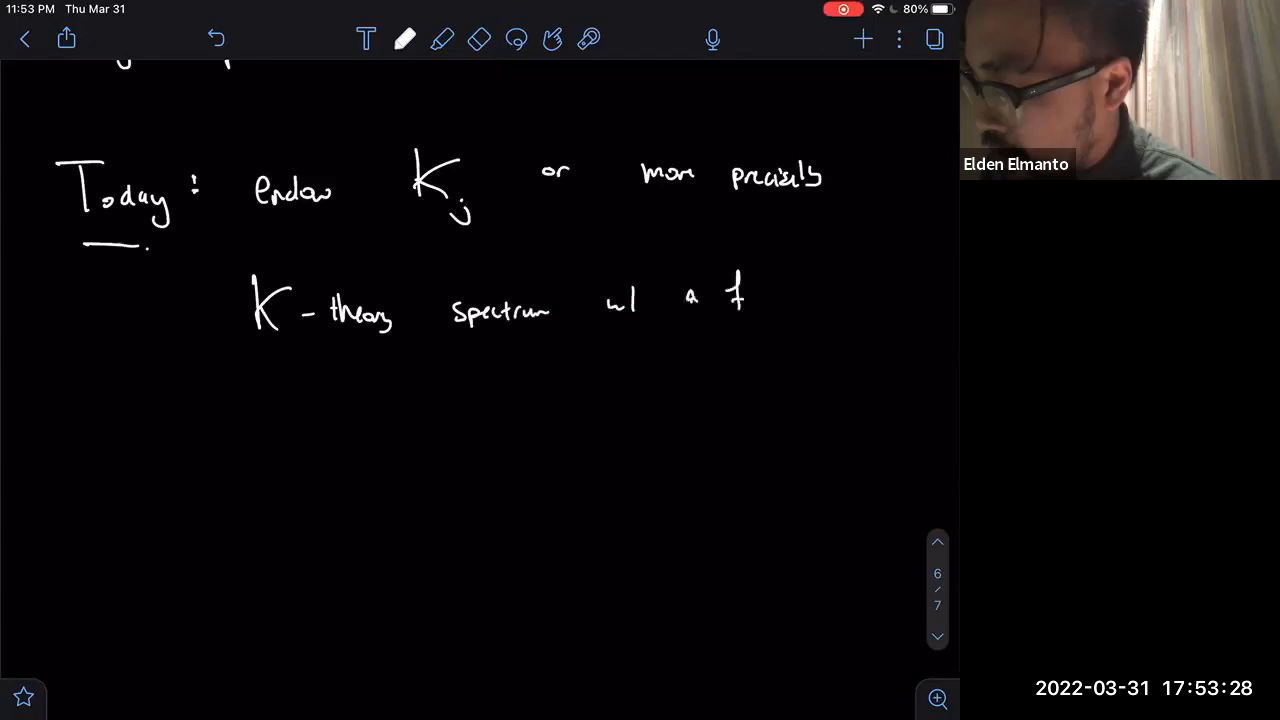 11:53 PM Thu Mar 31
80%
Today: endow Kj or more precisely
K-theory spectrum w/ a f
6
/
7
Elden Elmanto
2022-03-31 17:53:28